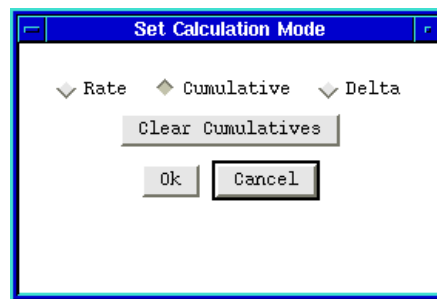 Set Calculation Mode
Rate Cumulative Delta
Clear Cumulatives
Ok Cancel